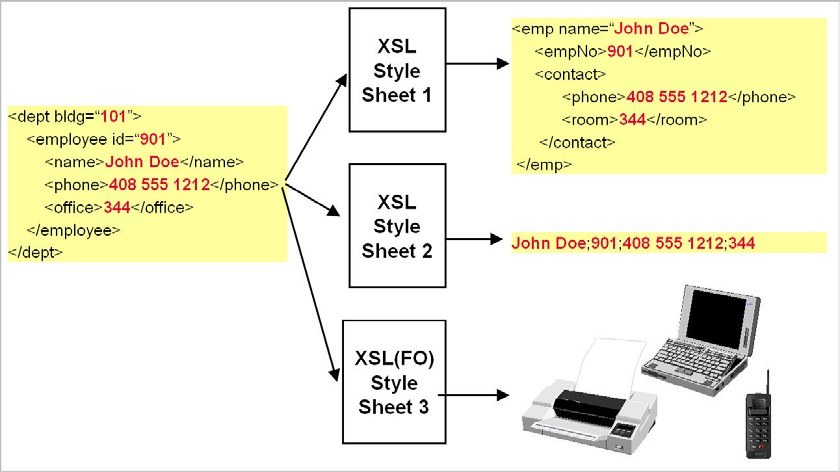 <dept bldg=“101”>
<employee id=“901”>
<name>John Doe</name>
<phone>408 555 1212</phone>
<office>344</office>
</employee>
</dept>
XSL
Style
Sheet 1
<emp name=“John Doe”>
<empNo>901</empNo>
<contact>
<phone>408 555 1212</phone>
<room>344</room>
</contact>
</emp>
XSL
Style
Sheet 2
John Doe;901;408 555 1212;344
XSL(FO)
Style
Sheet 3